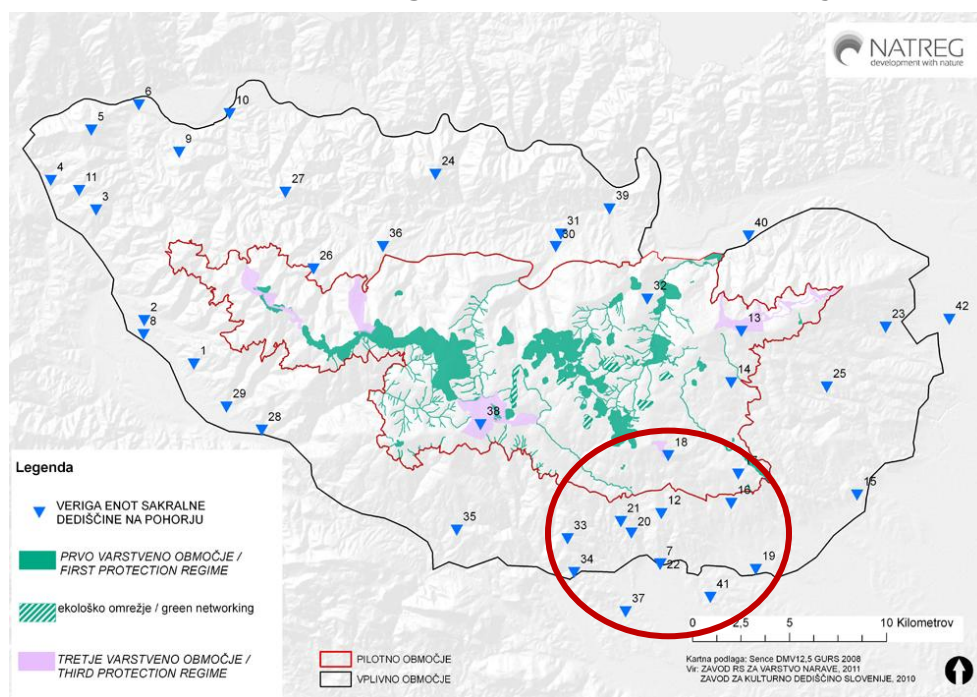 NATREG
development with nature
6
10
5
9
4
11
3
24
27
39
31
30
40
36
26
32
2
8
13
23
42
1
14
25
29
28
38
18
15
16
12
21
20
35
33
7
22
34
19
41
37
Legenda
VERIGA ENOT SAKRALNE
DEDIŠČINE NA POHORJU
PRVO VARSTVENO OBMOČJE /
FIRST PROTECTION REGIME
ekološko omrežje / green networking
TRETJE VARSTVENO OBMOČJE /
THIRD PROTECTION REGIME
PILOTNO OBMOČJE
VPLIVNO OBMOČJE
0 2,5 5 10 Kilometrov
Kartna podlaga: Sence DMV12,5 GURS 2008
Vir: ZAVOD RS ZA VARSTVO NARAVE, 2011
ZAVOD ZA KULTURNO DEDIŠČINO SLOVENIJE, 2010